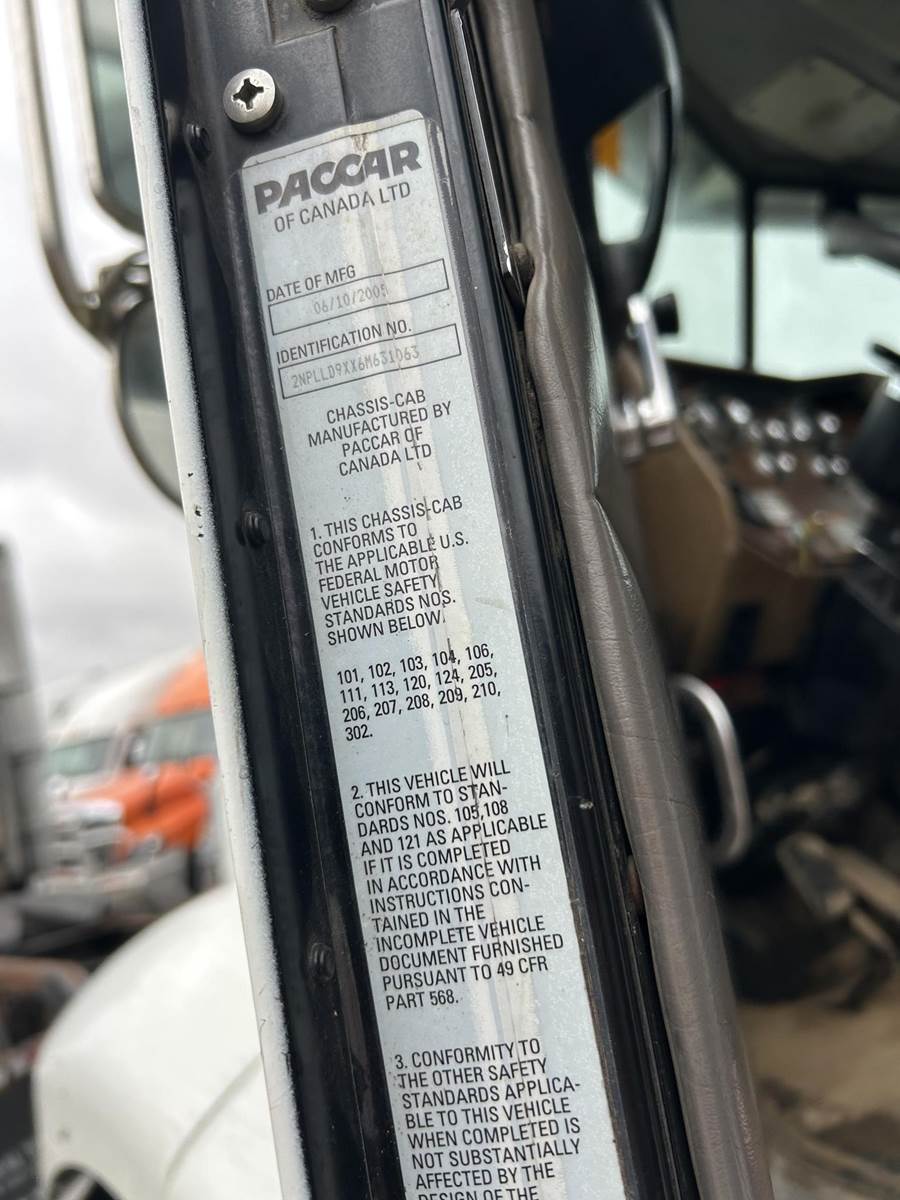 PACCAR
OF CANADA LTD
DATE OF MFG
06/10/2005
IDENTIFICATION NO.
2NPLLD9XX6M631063
CHASSIS-CAB
MANUFACTURED BY
PACCAR OF
CANADA LTD
1. THIS CHASSIS-CAB
CONFORMS TO
THE APPLICABLE U.S.
FEDERAL MOTOR
VEHICLE SAFETY
STANDARDS NOS.
SHOWN BELOW.
101, 102, 103, 104, 106,
111, 113, 120, 124, 205,
206, 207, 208, 209, 210,
302.
2. THIS VEHICLE WILL
CONFORM TO STAN-
DARDS NOS. 105,108
AND 121 AS APPLICABLE
IF IT IS COMPLETED
IN ACCORDANCE WITH
INSTRUCTIONS CON-
TAINED IN THE
INCOMPLETE VEHICLE
DOCUMENT FURNISHED
PURSUANT TO 49 CFR
PART 568.
3. CONFORMITY TO
THE OTHER SAFETY
STANDARDS APPLICA-
BLE TO THIS VEHICLE
WHEN COMPLETED IS
NOT SUBSTANTIALLY
AFFECTED BY THE
DESIGN OF THE